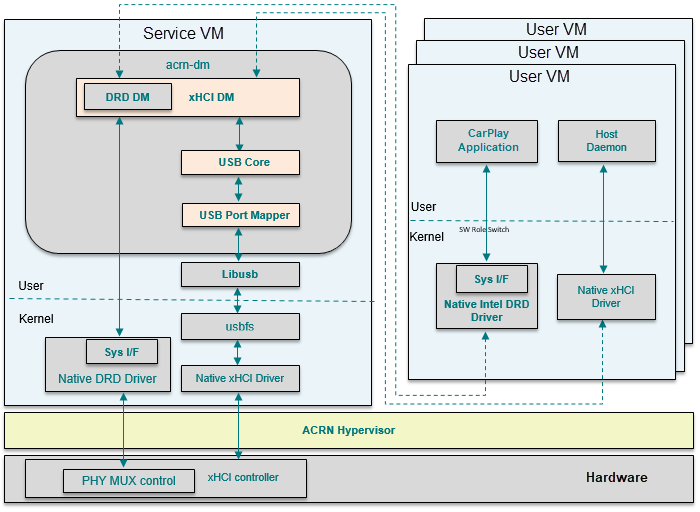 Service VM
acrn-dm
DRD DM
xHCI DM
USB Core
USB Port Mapper
Libusb
User
Kernel
usbfs
Sys I/F
Native DRD Driver
Native xHCI Driver
User VM
User VM
User VM
CarPlay
Application
Host
Daemon
User
Kernel
SW Role Switch
Sys I/F
Native Intel DRD
Driver
Native xHCI
Driver
ACRN Hypervisor
PHY MUX control
xHCI controller
Hardware